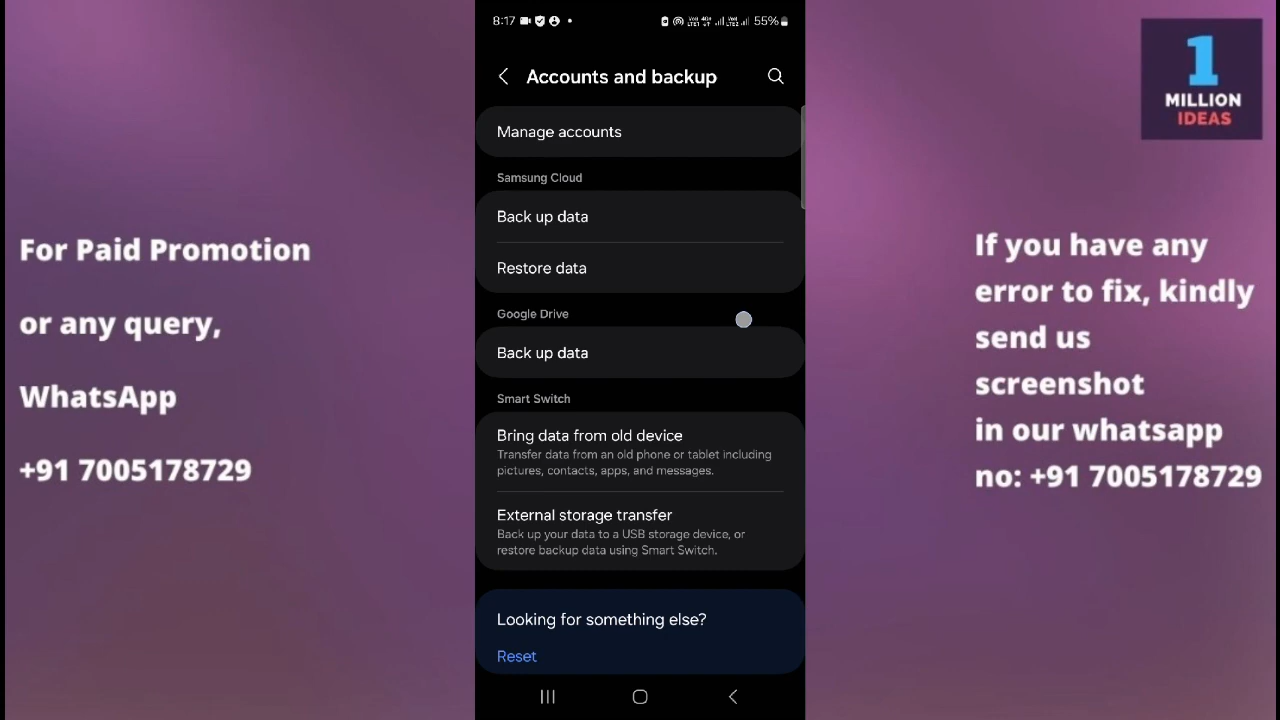 For Paid Promotion
or any query,
WhatsApp
+91 7005178729
8:17
55%
Accounts and backup
Manage accounts
Samsung Cloud
Back up data
Restore data
Google Drive
Back up data
Smart Switch
Bring data from old device
Transfer data from an old phone or tablet including
pictures, contacts, apps, and messages.
External storage transfer
Back up your data to a USB storage device, or
restore backup data using Smart Switch.
Looking for something else?
Reset
1
MILLION
IDEAS
If you have any
error to fix, kindly
send us
screenshot
in our whatsapp
no: +91 7005178729